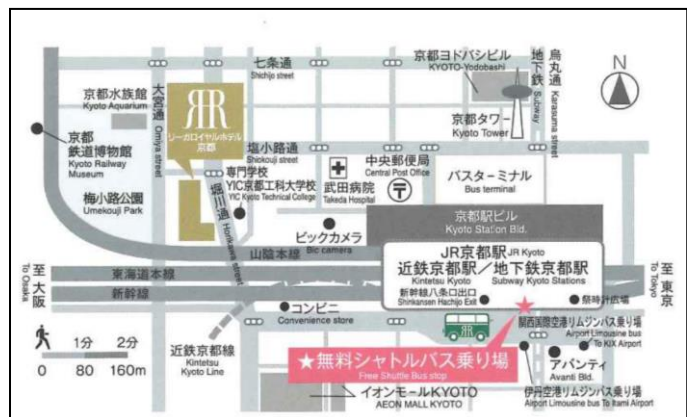 七条通
Shichijo street
京都ヨドバシビル
KYOTO-Yodobashi
地下鉄
Subway
烏丸通
Karasuma street
N
京都水族館
Kyoto Aquarium
大宮通
Omiya street
リーガロイヤルホテル
京都
京都タワー
Kyoto Tower
京都
鉄道博物館
Kyoto Railway
Museum
塩小路通
Shiokouji street
中央郵便局
Central Post Office
バスターミナル
Bus terminal
専門学校
YIC京都工科大学校
YIC Kyoto Technical College
武田病院
Takeda Hospital
梅小路公園
Umekouji Park
堀川通
Horikawa street
ビックカメラ
Bic camera
京都駅ビル
Kyoto Station Bld.
山陰本線
JR京都駅 JR Kyoto
近鉄京都駅/地下鉄京都駅
Kintetsu Kyoto Subway Kyoto Stations
新幹線八条口出口
Shinkansen Hachijo Exit
祭時計広場
至大阪
To Osaka
東海道本線
新幹線
至東京
To Tokyo
コンビニ
Convenience store
関西国際空港リムジンバス乗り場
Airport Limousine bus
to KIX Airport
1分 2分
0 80 160m
近鉄京都線
Kintetsu
Kyoto Line
★無料シャトルバス乗り場
Free Shuttle Bus stop
アバンティ
Avanti Bld.
イオンモールKYOTO
AEON MALL KYOTO
伊丹空港リムジンバス乗り場
Airport Limousine bus To Itami Airport